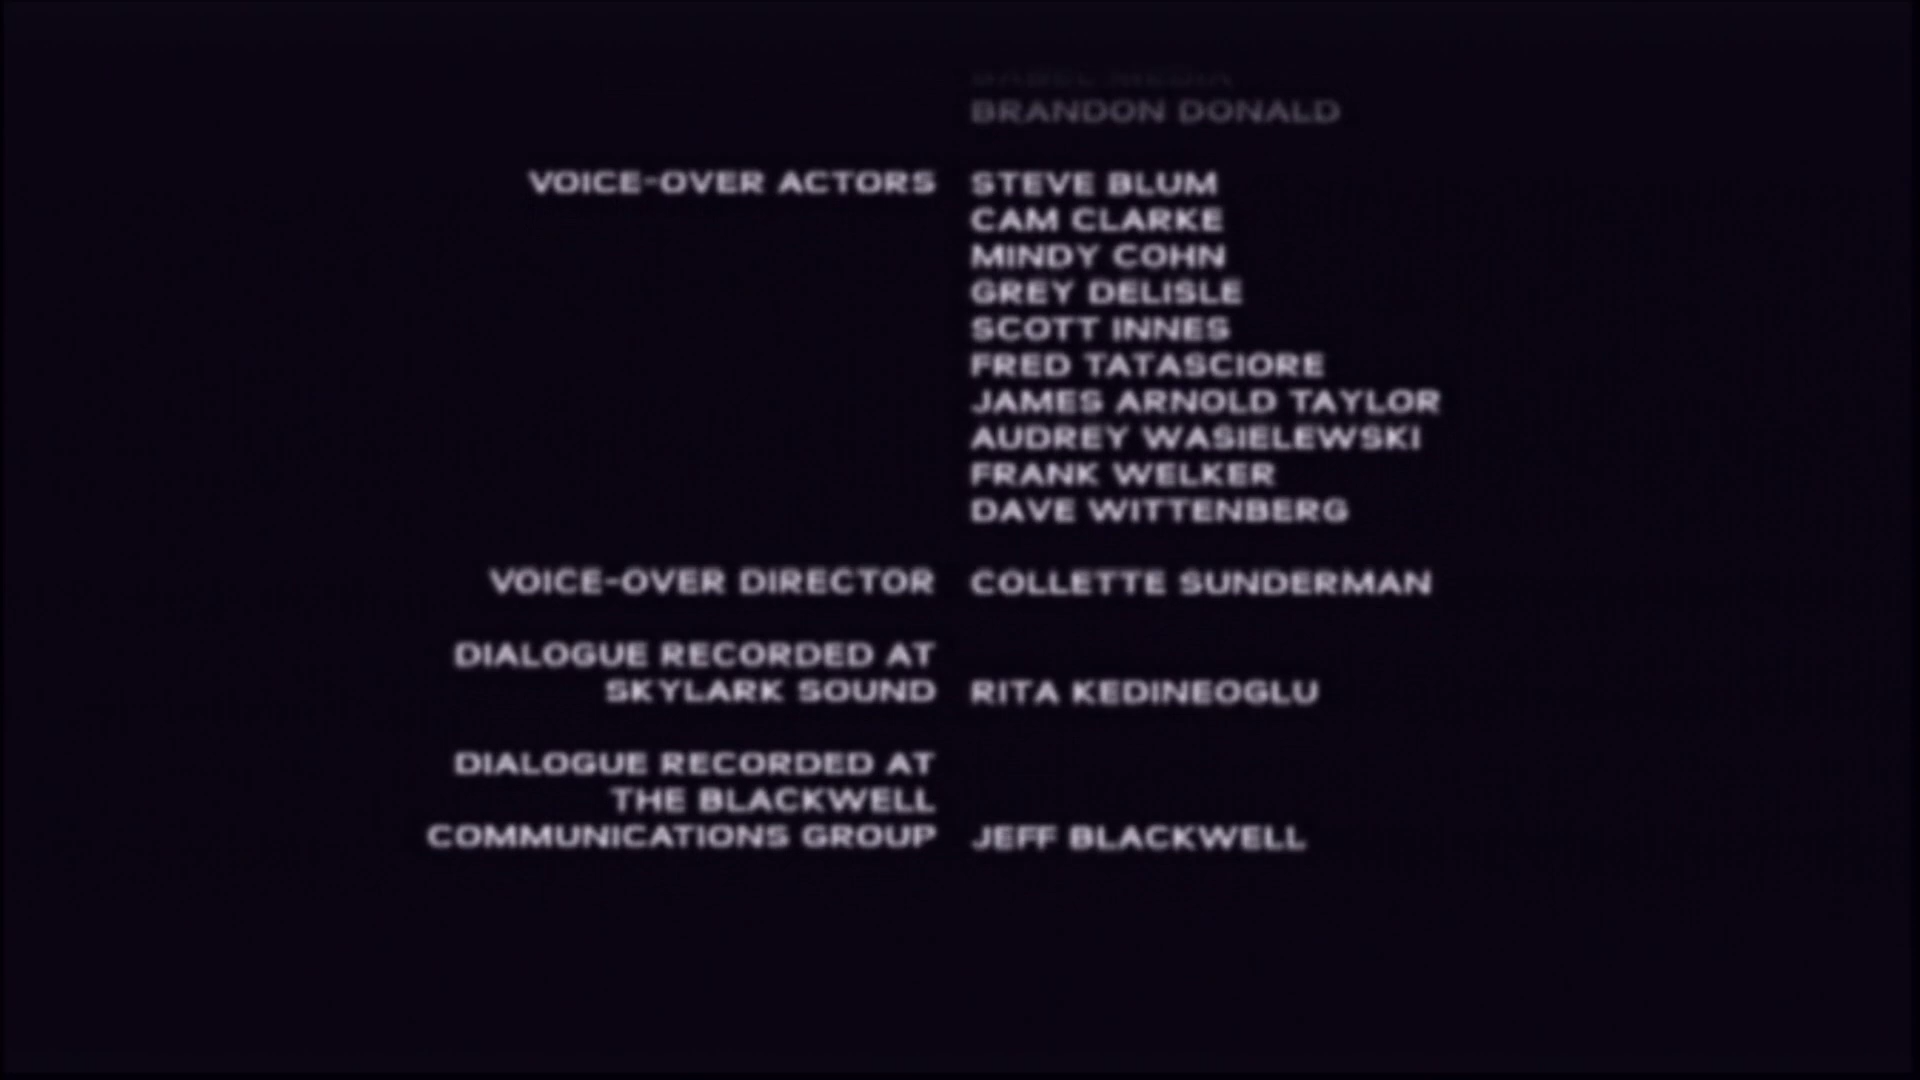 BRANDON DONALD
VOICE-OVER ACTORS STEVE BLUM
CAM CLARKE
MINDY COHN
GREY DELISLE
SCOTT INNES
FRED TATASCIORE
JAMES ARNOLD TAYLOR
AUDREY WASIELEWSKI
FRANK WELKER
DAVE WITTENBERG
VOICE-OVER DIRECTOR COLLETTE SUNDERMAN
DIALOGUE RECORDED AT
SKYLARK SOUND RITA KEDINEOGLU
DIALOGUE RECORDED AT
THE BLACKWELL
COMMUNICATIONS GROUP JEFF BLACKWELL